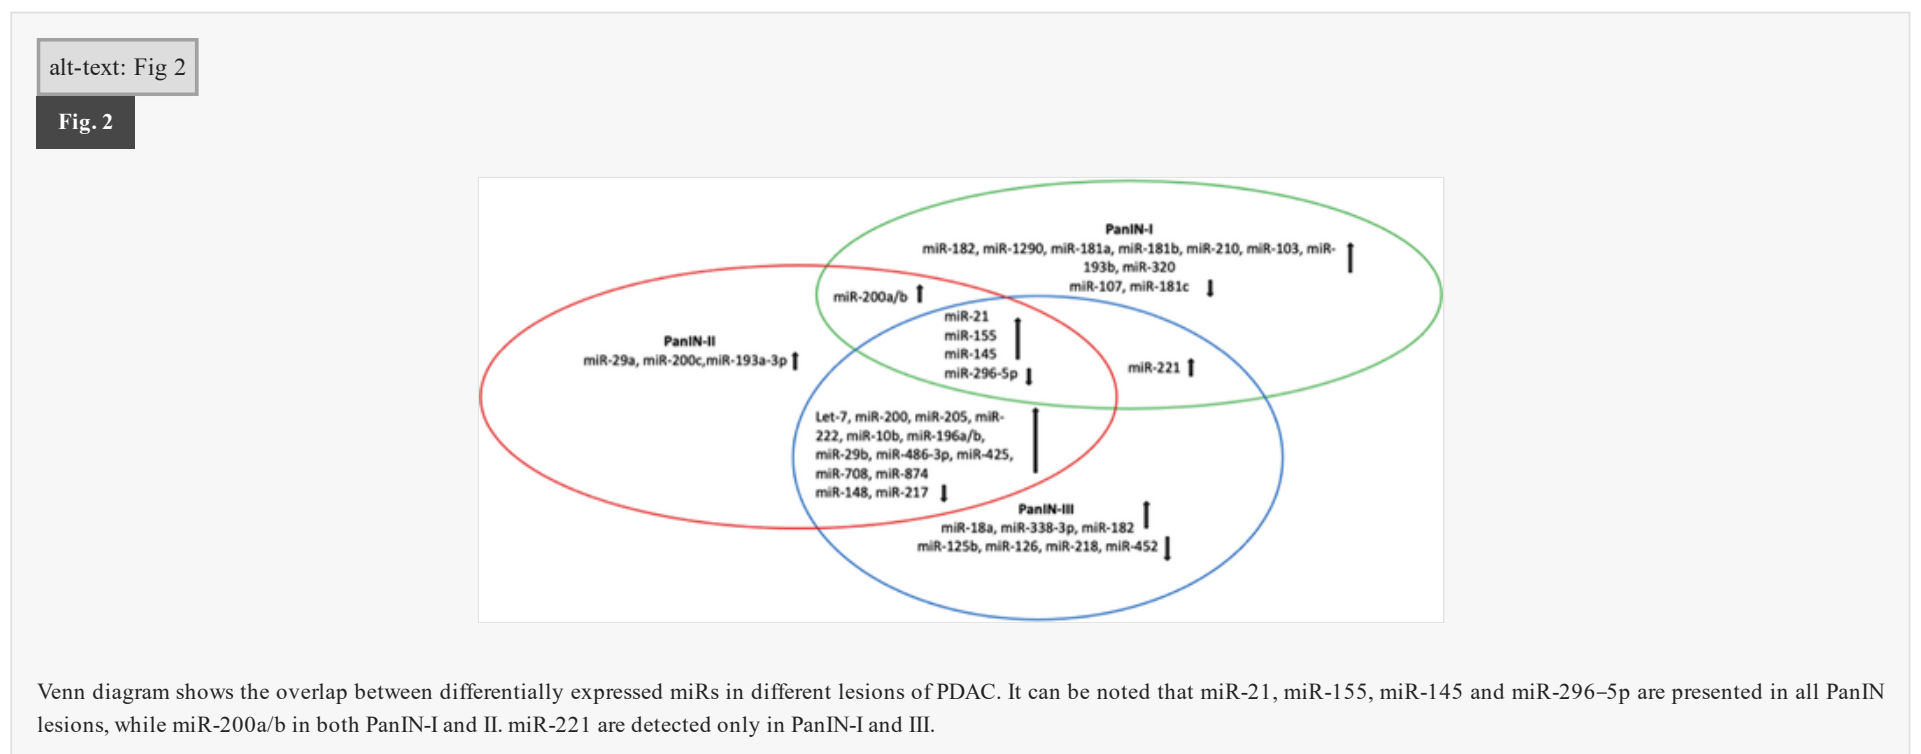 alt-text: Fig 2
Fig. 2
PanIN-I
miR-182, miR-1290, miR-181a, miR-181b, miR-210, miR-103, miR-
193b, miR-320
miR-107, miR-181c
miR-200a/b
miR-21
miR-155
miR-145
miR-296-5p
miR-221
PanIN-II
miR-29a, miR-200c,miR-193a-3p
Let-7, miR-200, miR-205, miR-
222, miR-10b, miR-196a/b,
miR-29b, miR-486-3p, miR-425,
miR-708, miR-874
miR-148, miR-217
PanIN-III
miR-18a, miR-338-3p, miR-182
miR-125b, miR-126, miR-218, miR-452
Venn diagram shows the overlap between differentially expressed miRs in different lesions of PDAC. It can be noted that miR-21, miR-155, miR-145 and miR-296–5p are presented in all PanIN
lesions, while miR-200a/b in both PanIN-I and II. miR-221 are detected only in PanIN-I and III.